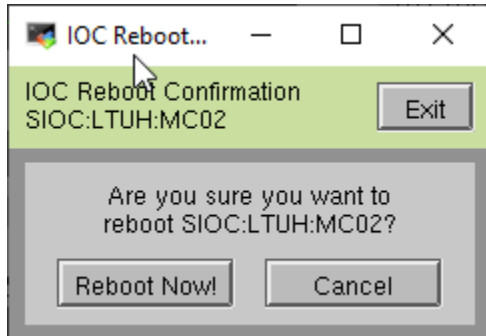 IOC Reboot...
IOC Reboot Confirmation
SIOC:LTUH:MC02
Exit
Are you sure you want to
reboot SIOC:LTUH:MC02?
Reboot Now!
Cancel